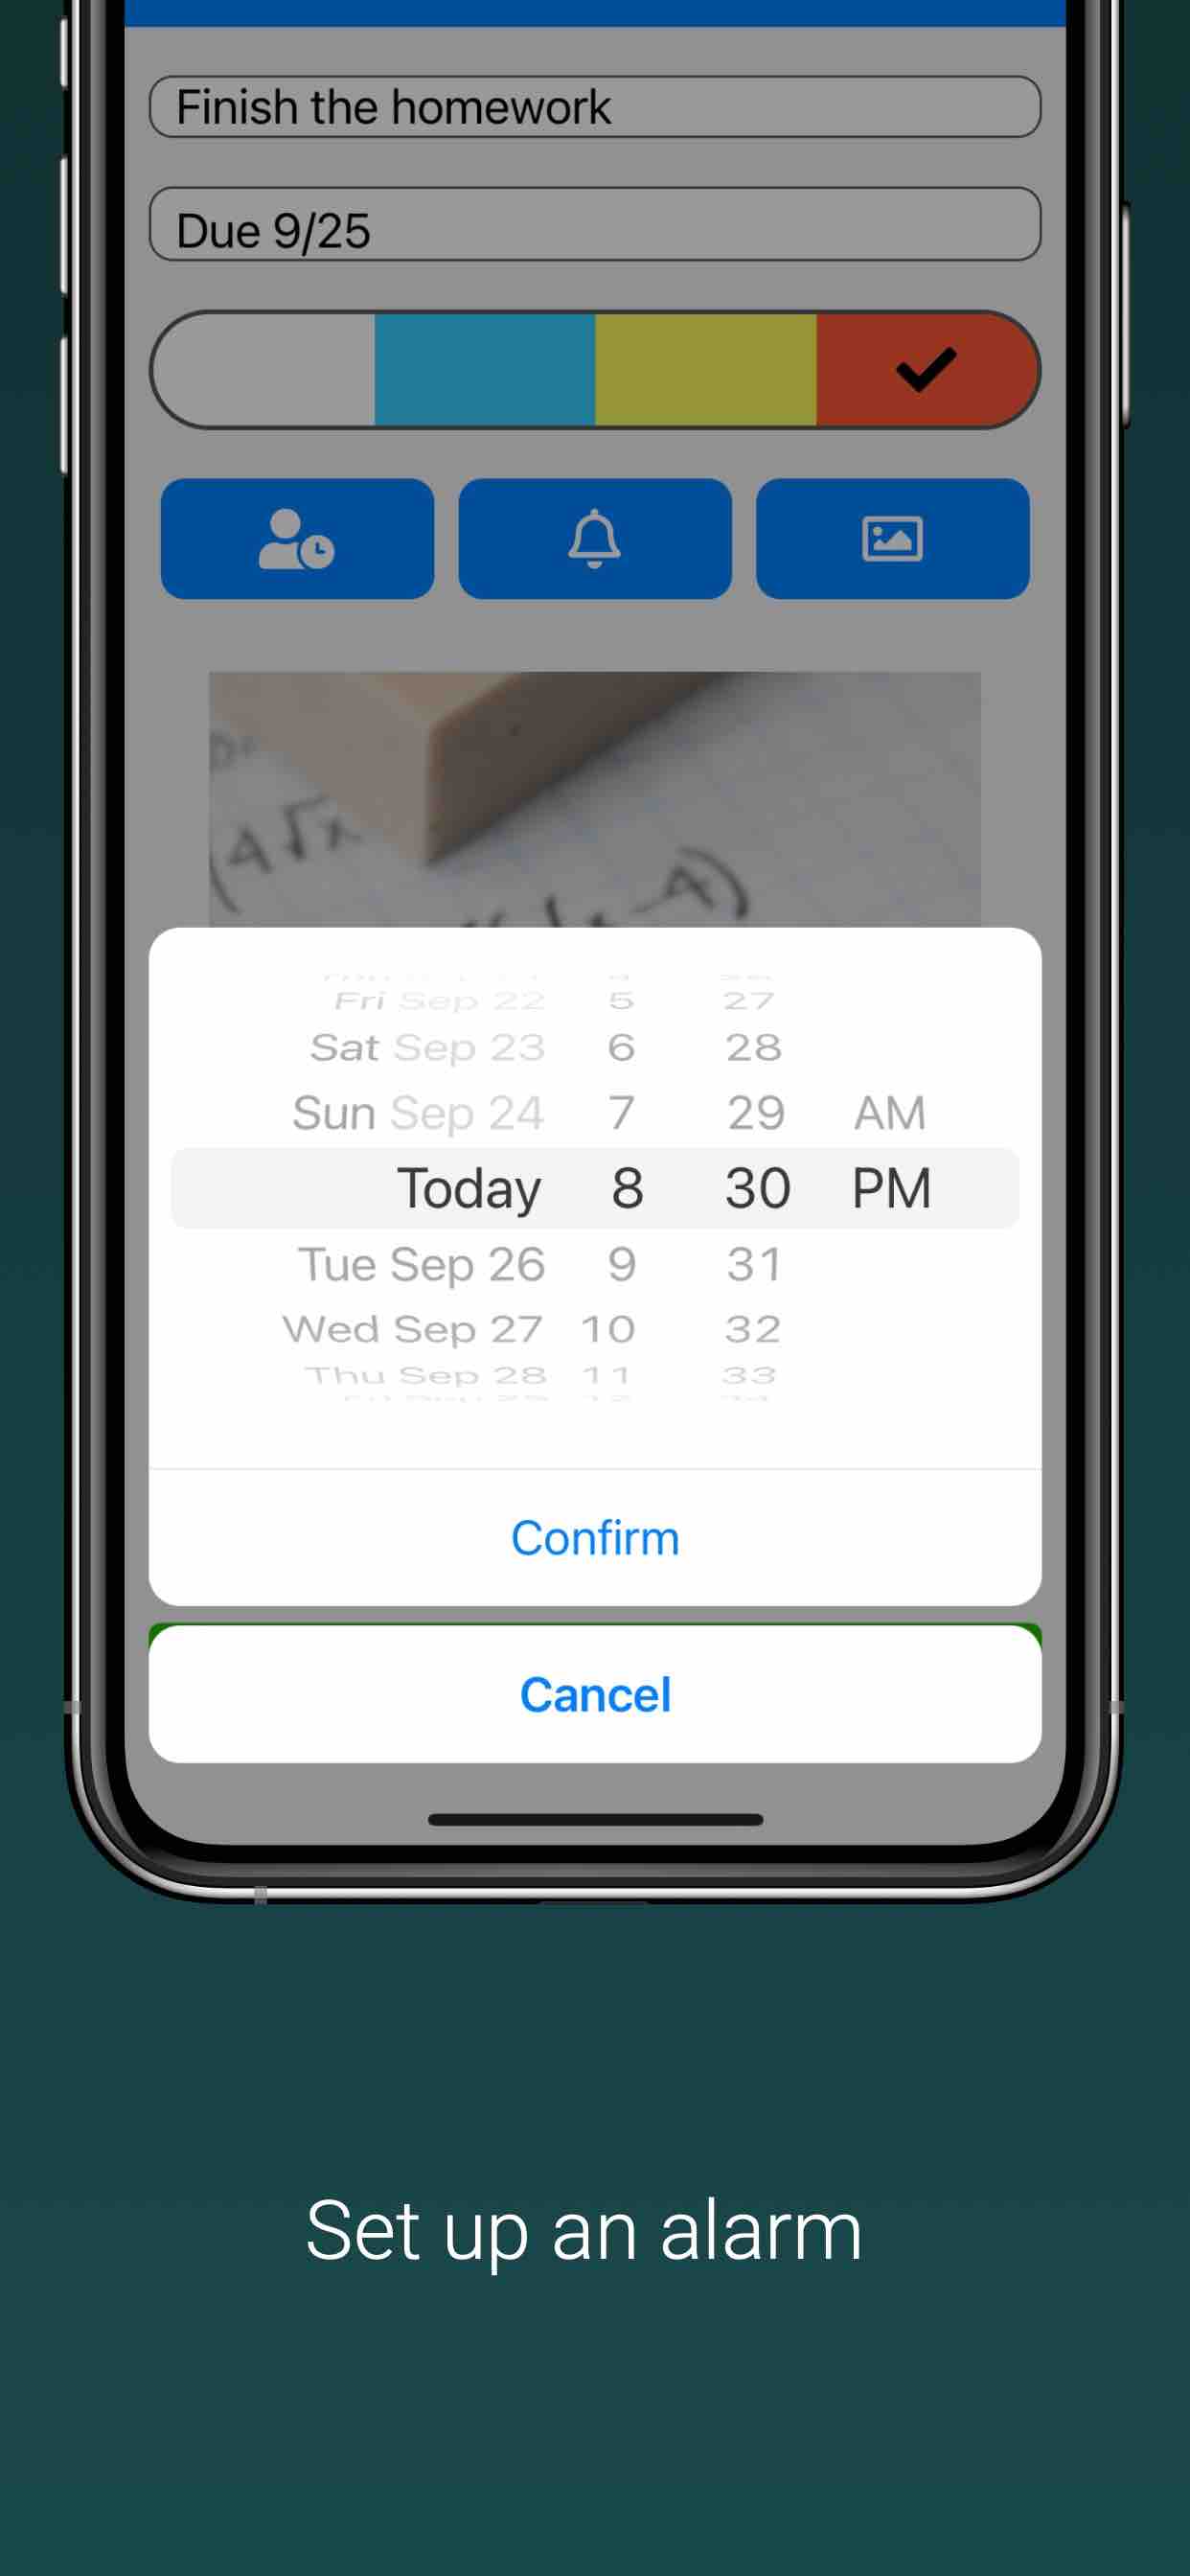 Finish the homework
Due 9/25
Fri Sep 22 5 27
Sat Sep 23 6 28
Sun Sep 24 7 29 AM
Today 8 30 PM
Tue Sep 26 9 31
Wed Sep 27 10 32
Thu Sep 28 11 33
Confirm
Cancel
Set up an alarm